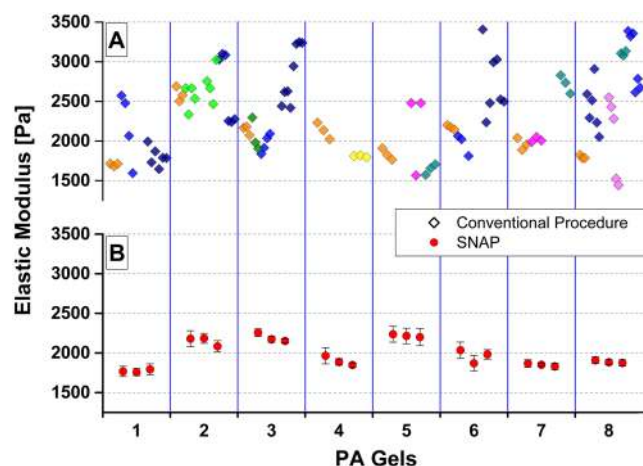 A
3500
3000
2500
2000
1500
Elastic Modulus [Pa]
Conventional Procedure
SNAP
B
3500
3000
2500
2000
1500
1 2 3 4 5 6 7 8
PA Gels